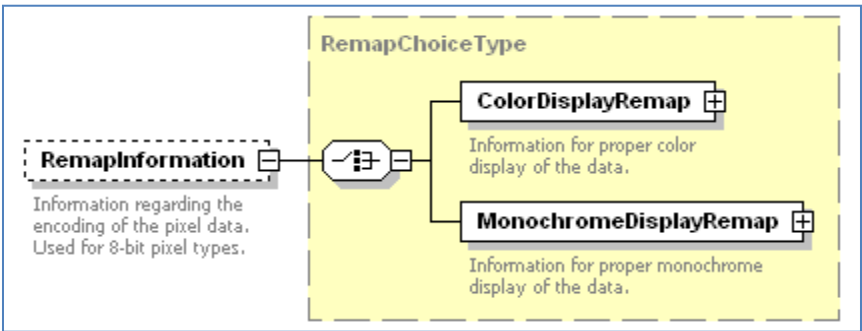 RemapChoiceType
ColorDisplayRemap
Information for proper color
display of the data.
RemapInformation
Information regarding the
encoding of the pixel data.
Used for 8-bit pixel types.
MonochromeDisplayRemap
Information for proper monochrome
display of the data.